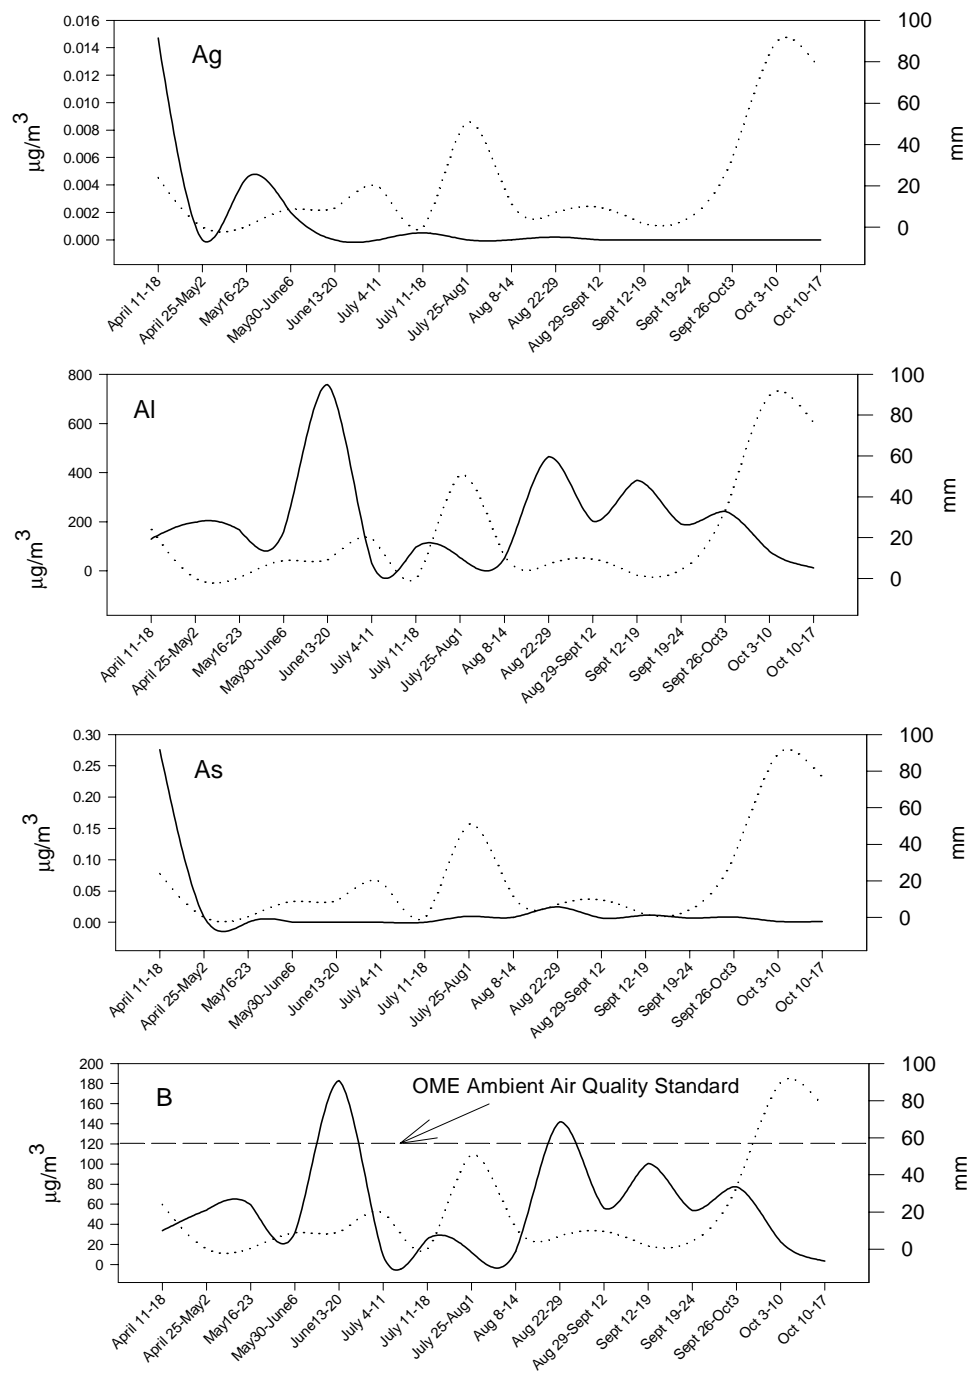 Ag
0.016
0.014
0.012
0.010
0.008
0.006
0.004
0.002
0.000
µg/m3
100
80
60
40
20
0
mm
April 11-18
April 25-May2
May16-23
May30-June6
June13-20
July 4-11
July 11-18
July 25-Aug1
Aug 8-14
Aug 22-29
Aug 29-Sept 12
Sept 12-19
Sept 19-24
Sept 26-Oct3
Oct 3-10
Oct 10-17
Al
800
600
400
200
0
µg/m3
100
80
60
40
20
0
mm
April 11-18
April 25-May2
May16-23
May30-June6
June13-20
July 4-11
July 11-18
July 25-Aug1
Aug 8-14
Aug 22-29
Aug 29-Sept 12
Sept 12-19
Sept 19-24
Sept 26-Oct3
Oct 3-10
Oct 10-17
As
0.30
0.25
0.20
0.15
0.10
0.05
0.00
µg/m3
100
80
60
40
20
0
mm
April 11-18
April 25-May2
May16-23
May30-June6
June13-20
July 4-11
July 11-18
July 25-Aug1
Aug 8-14
Aug 22-29
Aug 29-Sept 12
Sept 12-19
Sept 19-24
Sept 26-Oct3
Oct 3-10
Oct 10-17
B
OME Ambient Air Quality Standard
200
180
160
140
120
100
80
60
40
20
0
µg/m3
100
80
60
40
20
0
mm
April 11-18
April 25-May2
May16-23
May30-June6
June13-20
July 4-11
July 11-18
July 25-Aug1
Aug 8-14
Aug 22-29
Aug 29-Sept 12
Sept 12-19
Sept 19-24
Sept 26-Oct3
Oct 3-10
Oct 10-17